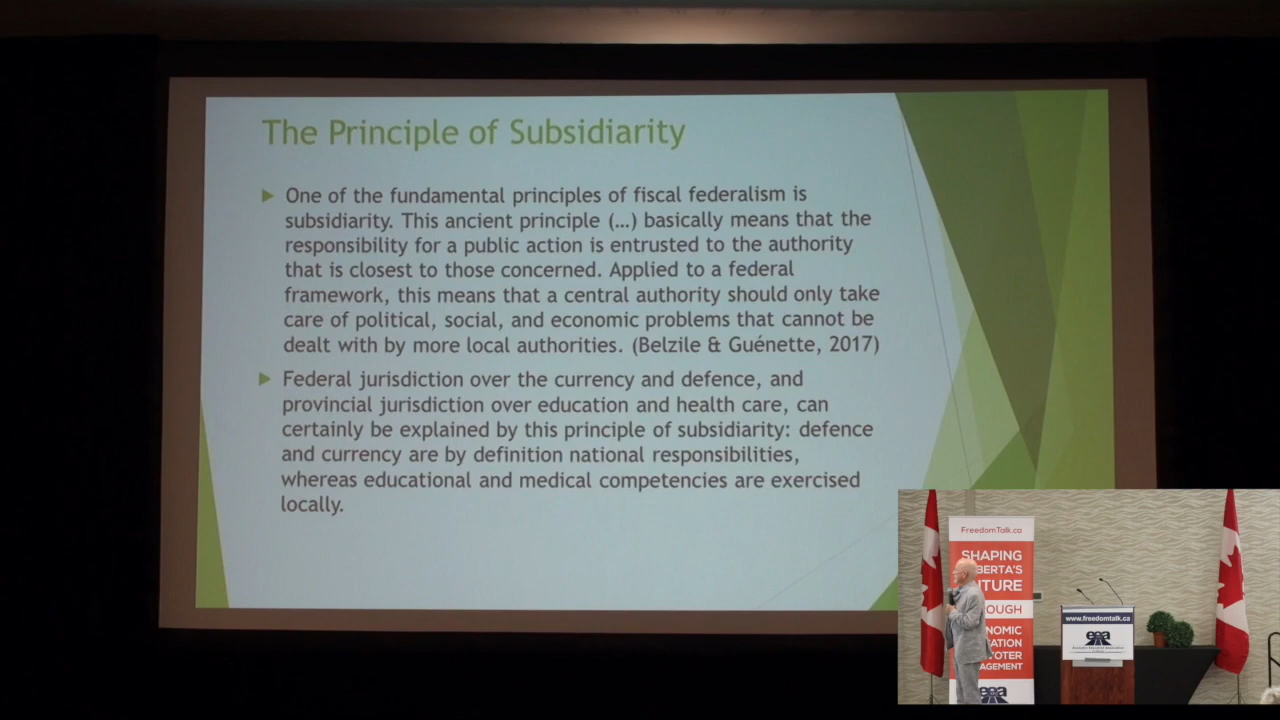 The Principle of Subsidiarity
One of the fundamental principles of fiscal federalism is
subsidiarity. This ancient principle (…) basically means that the
responsibility for a public action is entrusted to the authority
that is closest to those concerned. Applied to a federal
framework, this means that a central authority should only take
care of political, social, and economic problems that cannot be
dealt with by more local authorities. (Belzile & Guénette, 2017)
Federal jurisdiction over the currency and defence, and
provincial jurisdiction over education and health care, can
certainly be explained by this principle of subsidiarity: defence
and currency are by definition national responsibilities,
whereas educational and medical competencies are exercised
locally.
FreedomTalk.ca
SHAPING
BERTA'S
TURE
OUGH
NOMIC
ATION
OTER
AGEMENT
eea
www.freedomtalk.ca
eea